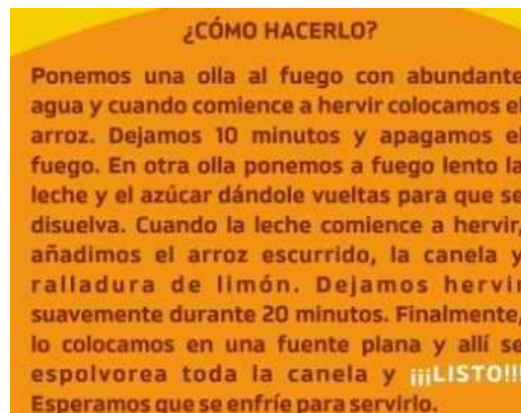 ¿CÓMO HACERLO?
Ponemos una olla al fuego con abundante
agua y cuando comience a hervir colocamos el
arroz. Dejamos 10 minutos y apagamos el
fuego. En otra olla ponemos a fuego lento la
leche y el azúcar dándole vueltas para que se
disuelva. Cuando la leche comience a hervir,
añadimos el arroz escurrido, la canela y
ralladura de limón. Dejamos hervir
suavemente durante 20 minutos. Finalmente,
lo colocamos en una fuente plana y allí se
espolvorea toda la canela y ¡¡¡LISTO!!!
Esperamos que se enfríe para servirlo.